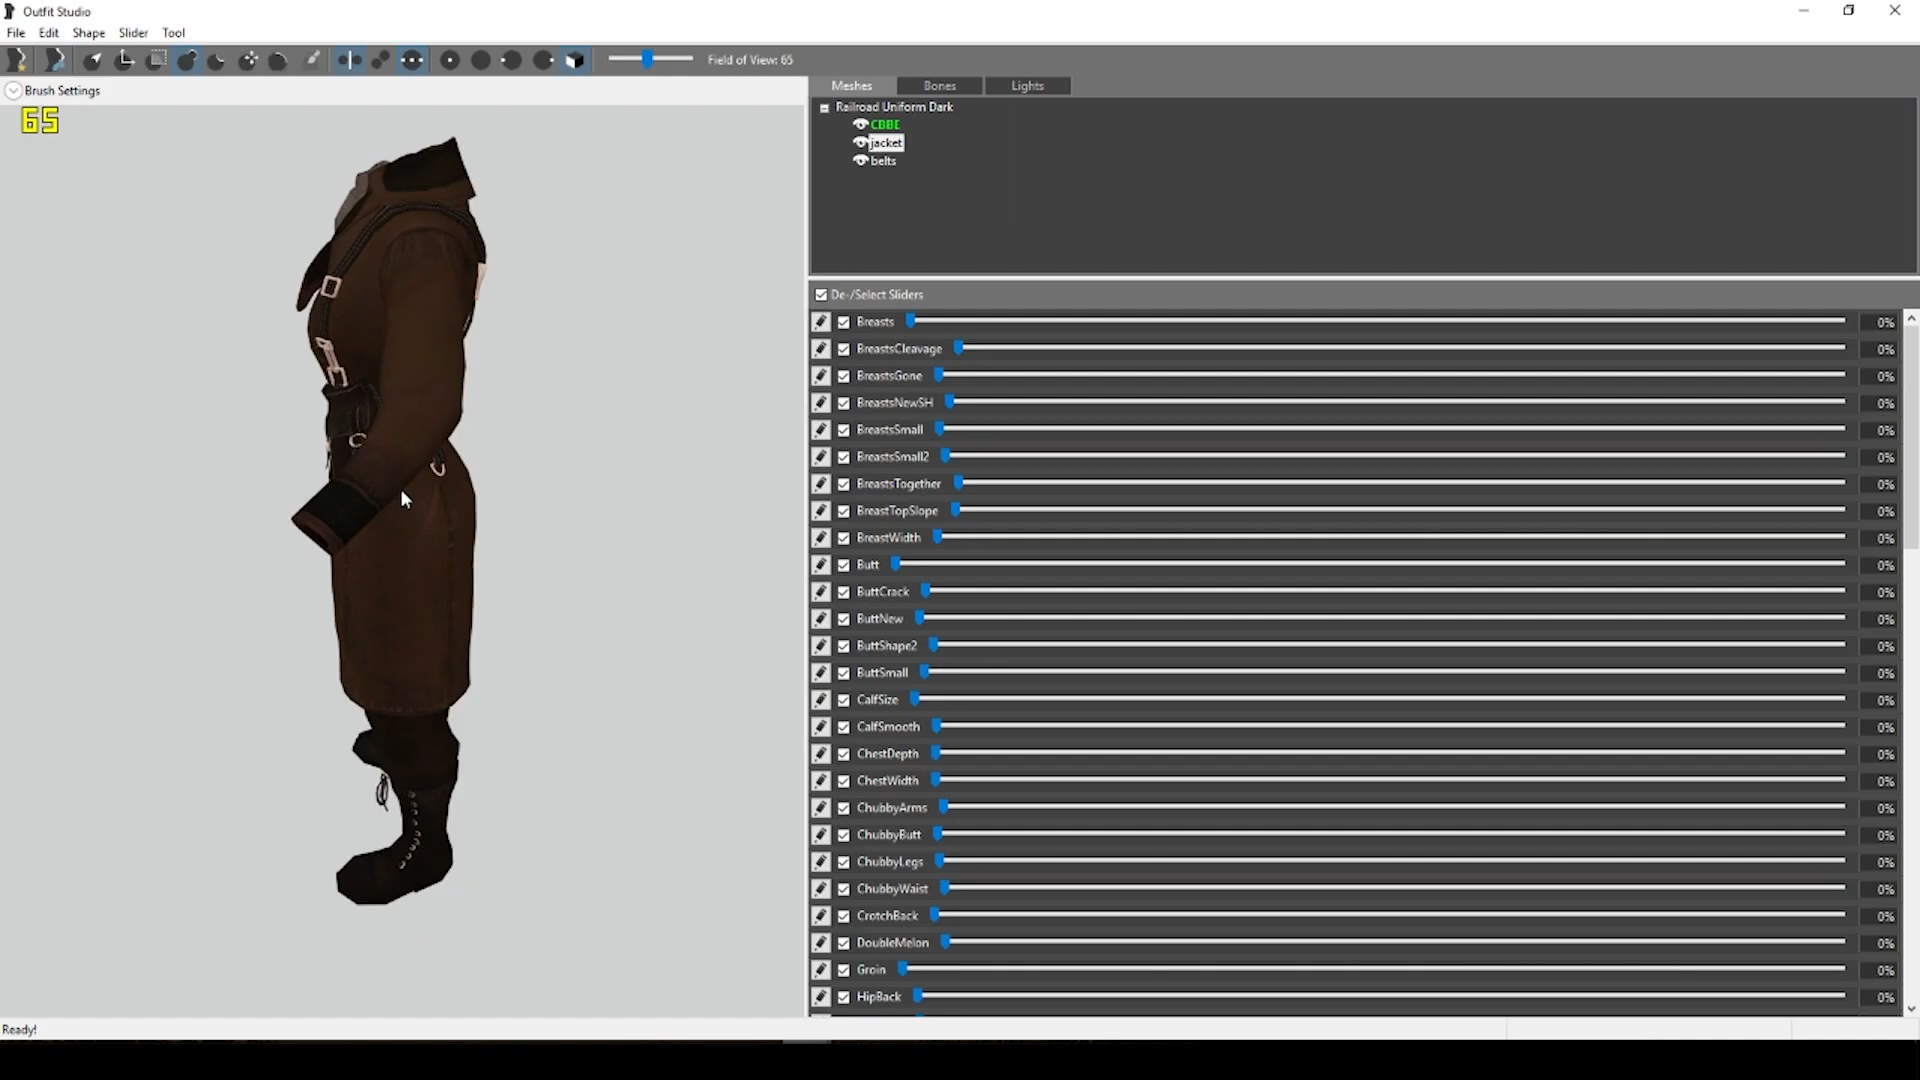 Outfit Studio
File Edit Shape Slider Tool
Field of View: 65
Brush Settings
65
Meshes Bones Lights
Railroad Uniform Dark
CBBE
jacket
belts
De-/Select Sliders
Breasts 0%
BreastsCleavage 0%
BreastsGone 0%
BreastsNewSH 0%
BreastsSmall 0%
BreastsSmall2 0%
BreastsTogether 0%
BreastTopSlope 0%
BreastWidth 0%
Butt 0%
ButtCrack 0%
ButtNew 0%
ButtShape2 0%
ButtSmall 0%
CalfSize 0%
CalfSmooth 0%
ChestDepth 0%
ChestWidth 0%
ChubbyArms 0%
ChubbyButt 0%
ChubbyLegs 0%
ChubbyWaist 0%
CrotchBack 0%
DoubleMelon 0%
Groin 0%
HipBack 0%
Ready!